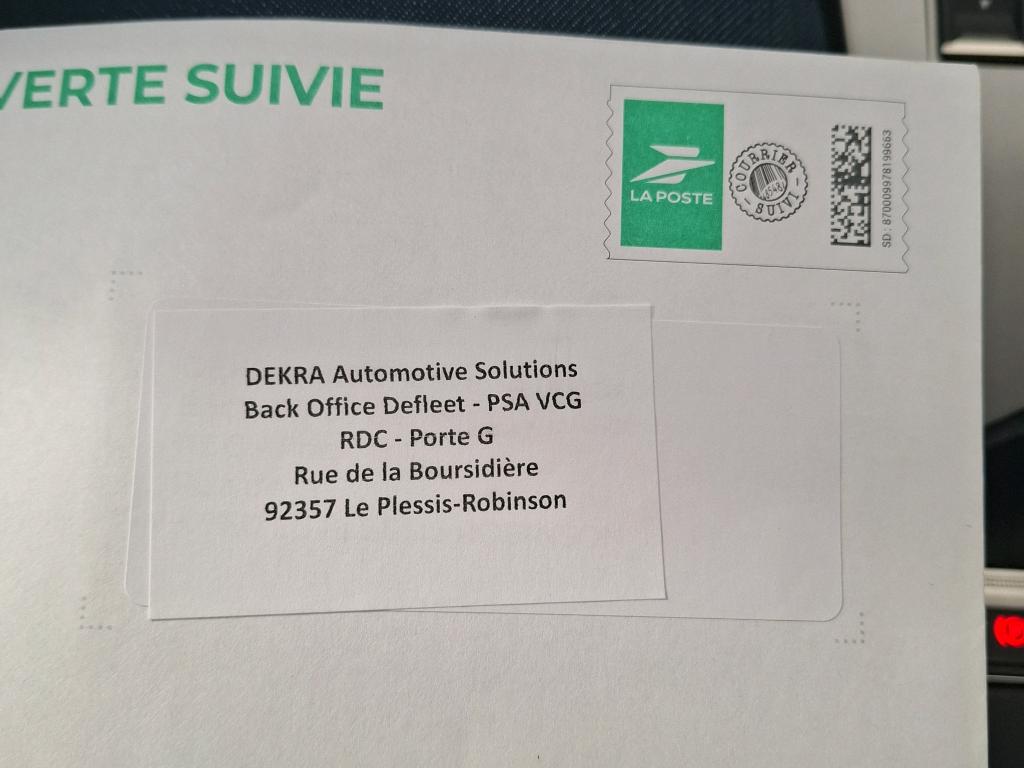 VERTE SUIVIE
LA POSTE
COURRIER
SUIVI
SD : 870009978199663
DEKRA Automotive Solutions
Back Office Defleet - PSA VCG
RDC - Porte G
Rue de la Boursidière
92357 Le Plessis-Robinson